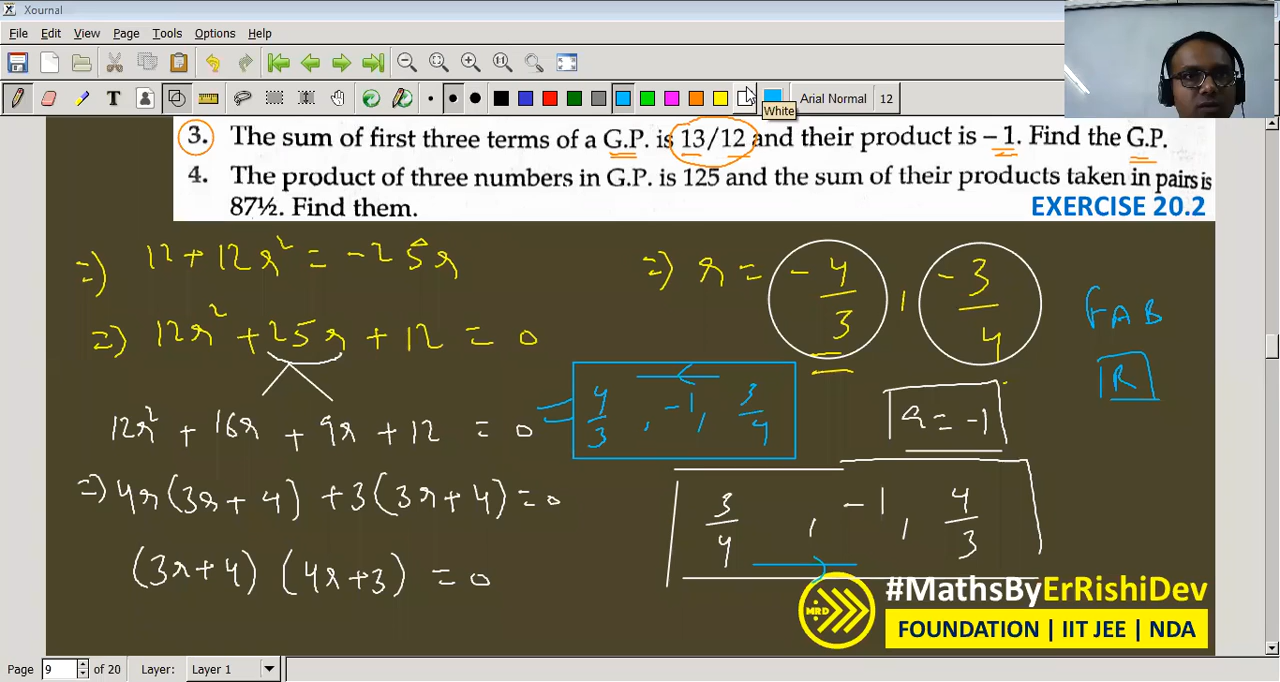 Xournal
File Edit View Page Tools Options Help
Arial Normal 12
White
3. The sum of first three terms of a G.P. is 13/12 and their product is – 1. Find the G.P.
4. The product of three numbers in G.P. is 125 and the sum of their products taken in pairs is
87½. Find them.
EXERCISE 20.2
=) 12 + 12r² = -25r
=) 12r² + 25r + 12 = 0
12r² + 16r + 9r + 12 = 0
=) 4r(3r + 4) + 3(3r + 4) = 0
(3r+4) (4r+3) = 0
=) r = -4/3 , -3/4
FAB
R
= 4/3 , -1, 3/4
a = -1
3/4 , -1, 4/3
MRD
#MathsByErRishiDev
FOUNDATION | IIT JEE | NDA
Page 9 of 20 Layer: Layer 1